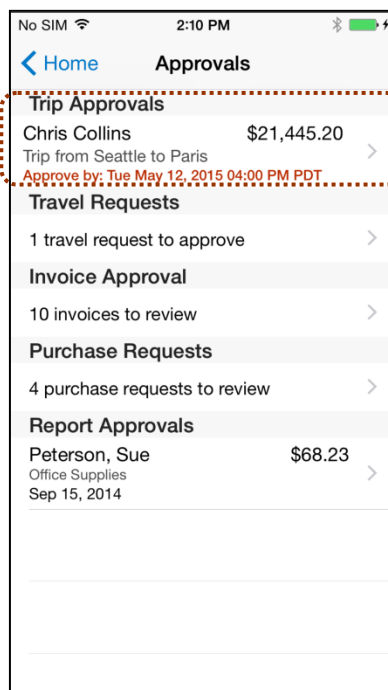 No SIM 2:10 PM
Home Approvals
Trip Approvals
Chris Collins $21,445.20
Trip from Seattle to Paris
Approve by: Tue May 12, 2015 04:00 PM PDT
Travel Requests
1 travel request to approve
Invoice Approval
10 invoices to review
Purchase Requests
4 purchase requests to review
Report Approvals
Peterson, Sue $68.23
Office Supplies
Sep 15, 2014